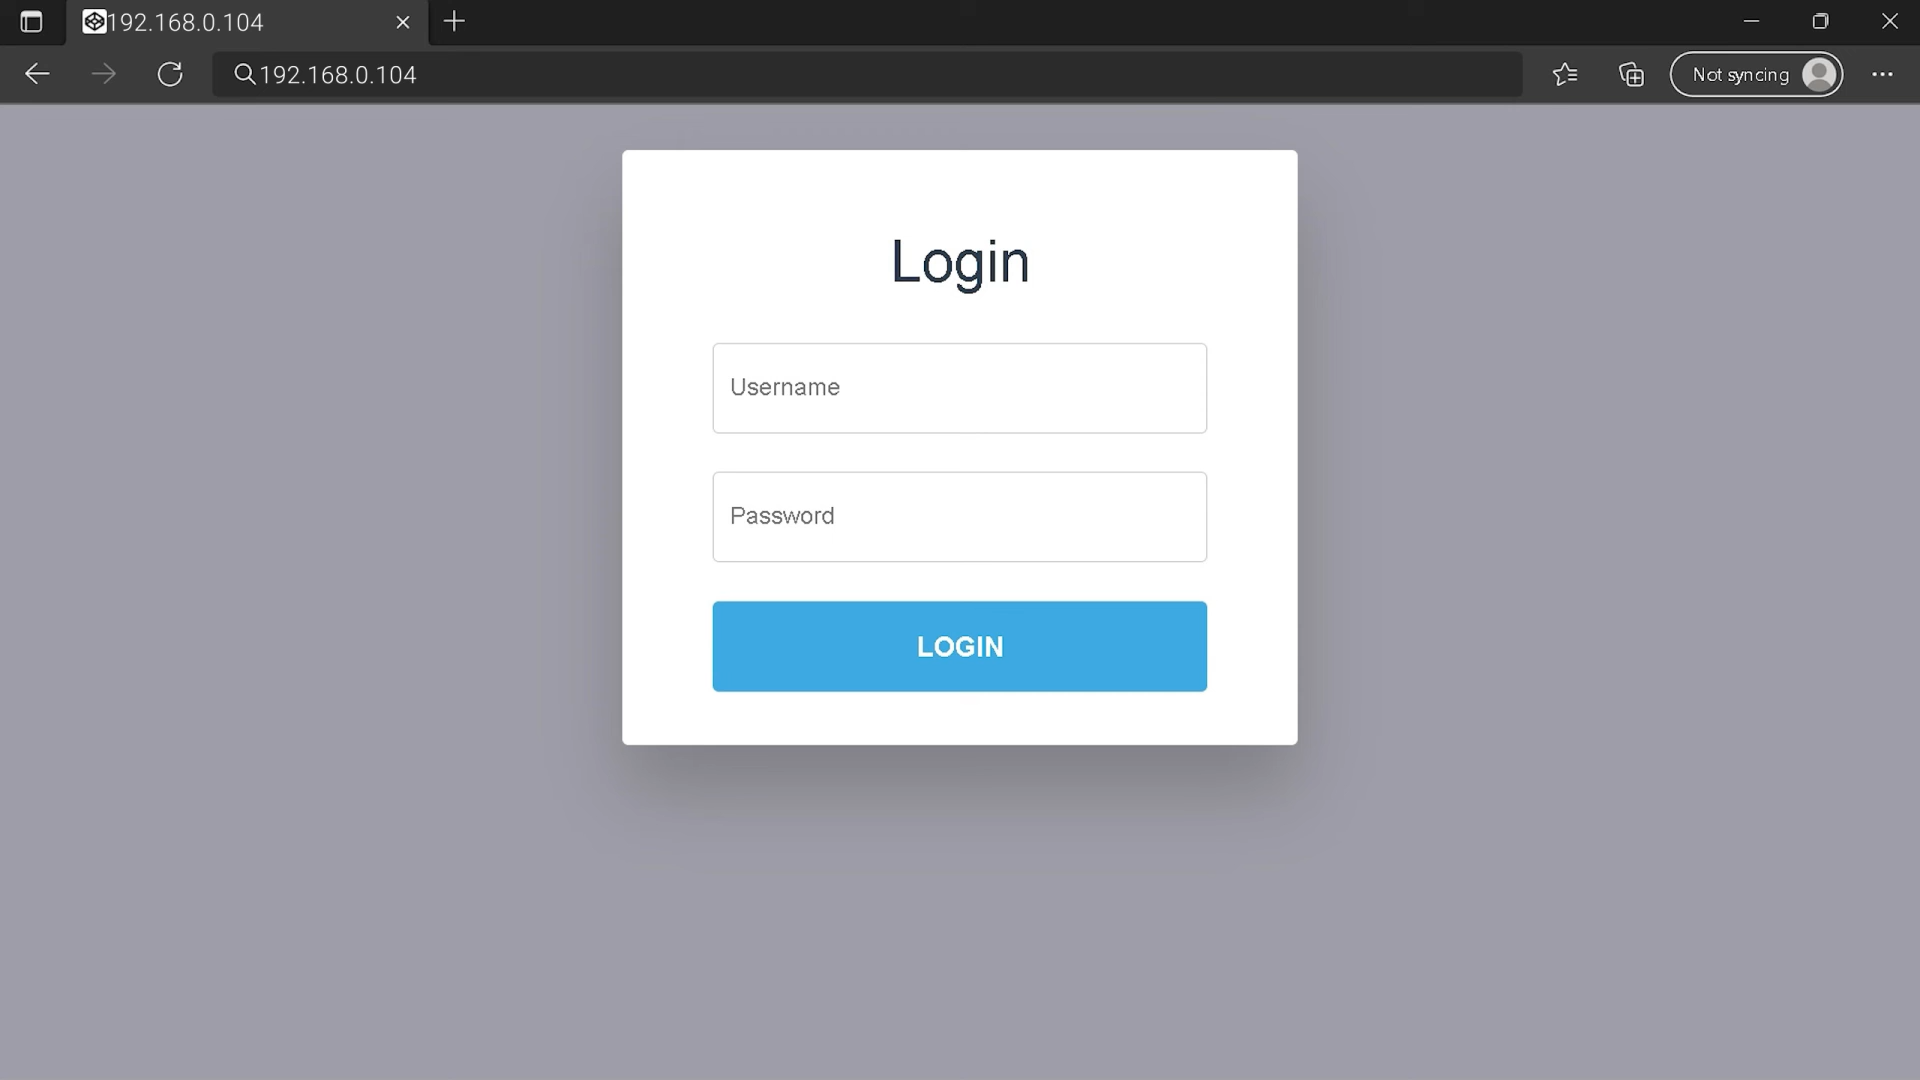 192.168.0.104
192.168.0.104
Not syncing
Login
Username
Password
LOGIN